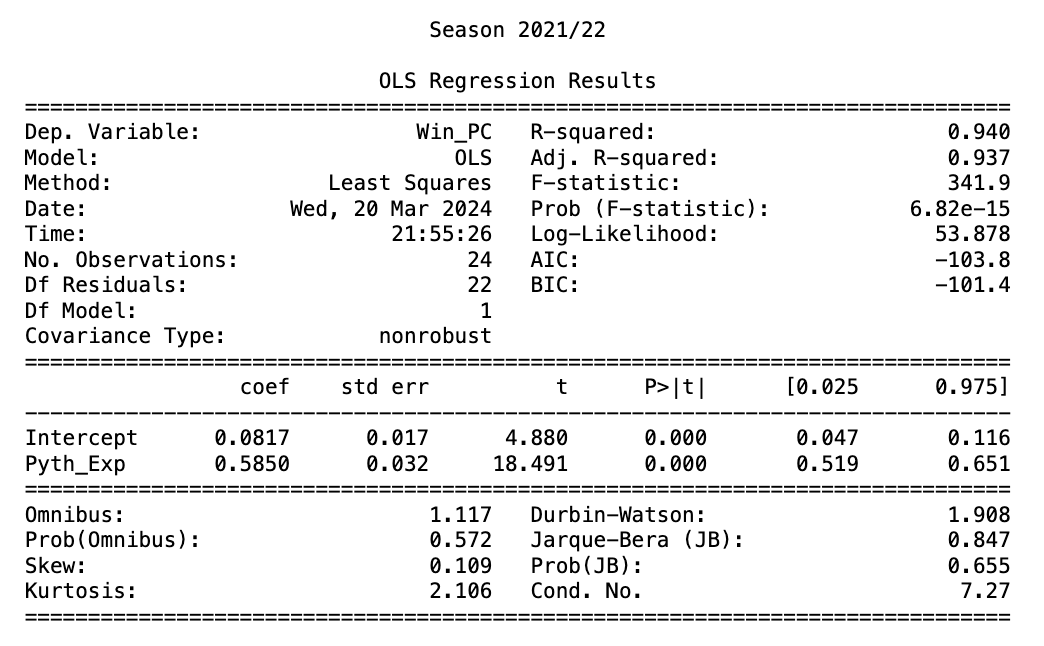 Season 2021/22
OLS Regression Results
==============================================================================
Dep. Variable:                 Win_PC   R-squared:                       0.940
Model:                            OLS   Adj. R-squared:                  0.937
Method:                 Least Squares   F-statistic:                     341.9
Date:                Wed, 20 Mar 2024   Prob (F-statistic):           6.82e-15
Time:                        21:55:26   Log-Likelihood:                 53.878
No. Observations:                  24   AIC:                            -103.8
Df Residuals:                      22   BIC:                            -101.4
Df Model:                           1
Covariance Type:            nonrobust
==============================================================================
                 coef    std err          t      P>|t|      [0.025      0.975]
------------------------------------------------------------------------------
Intercept      0.0817      0.017      4.880      0.000       0.047       0.116
Pyth_Exp       0.5850      0.032     18.491      0.000       0.519       0.651
==============================================================================
Omnibus:                        1.117   Durbin-Watson:                   1.908
Prob(Omnibus):                  0.572   Jarque-Bera (JB):                0.847
Skew:                           0.109   Prob(JB):                        0.655
Kurtosis:                       2.106   Cond. No.                         7.27
==============================================================================